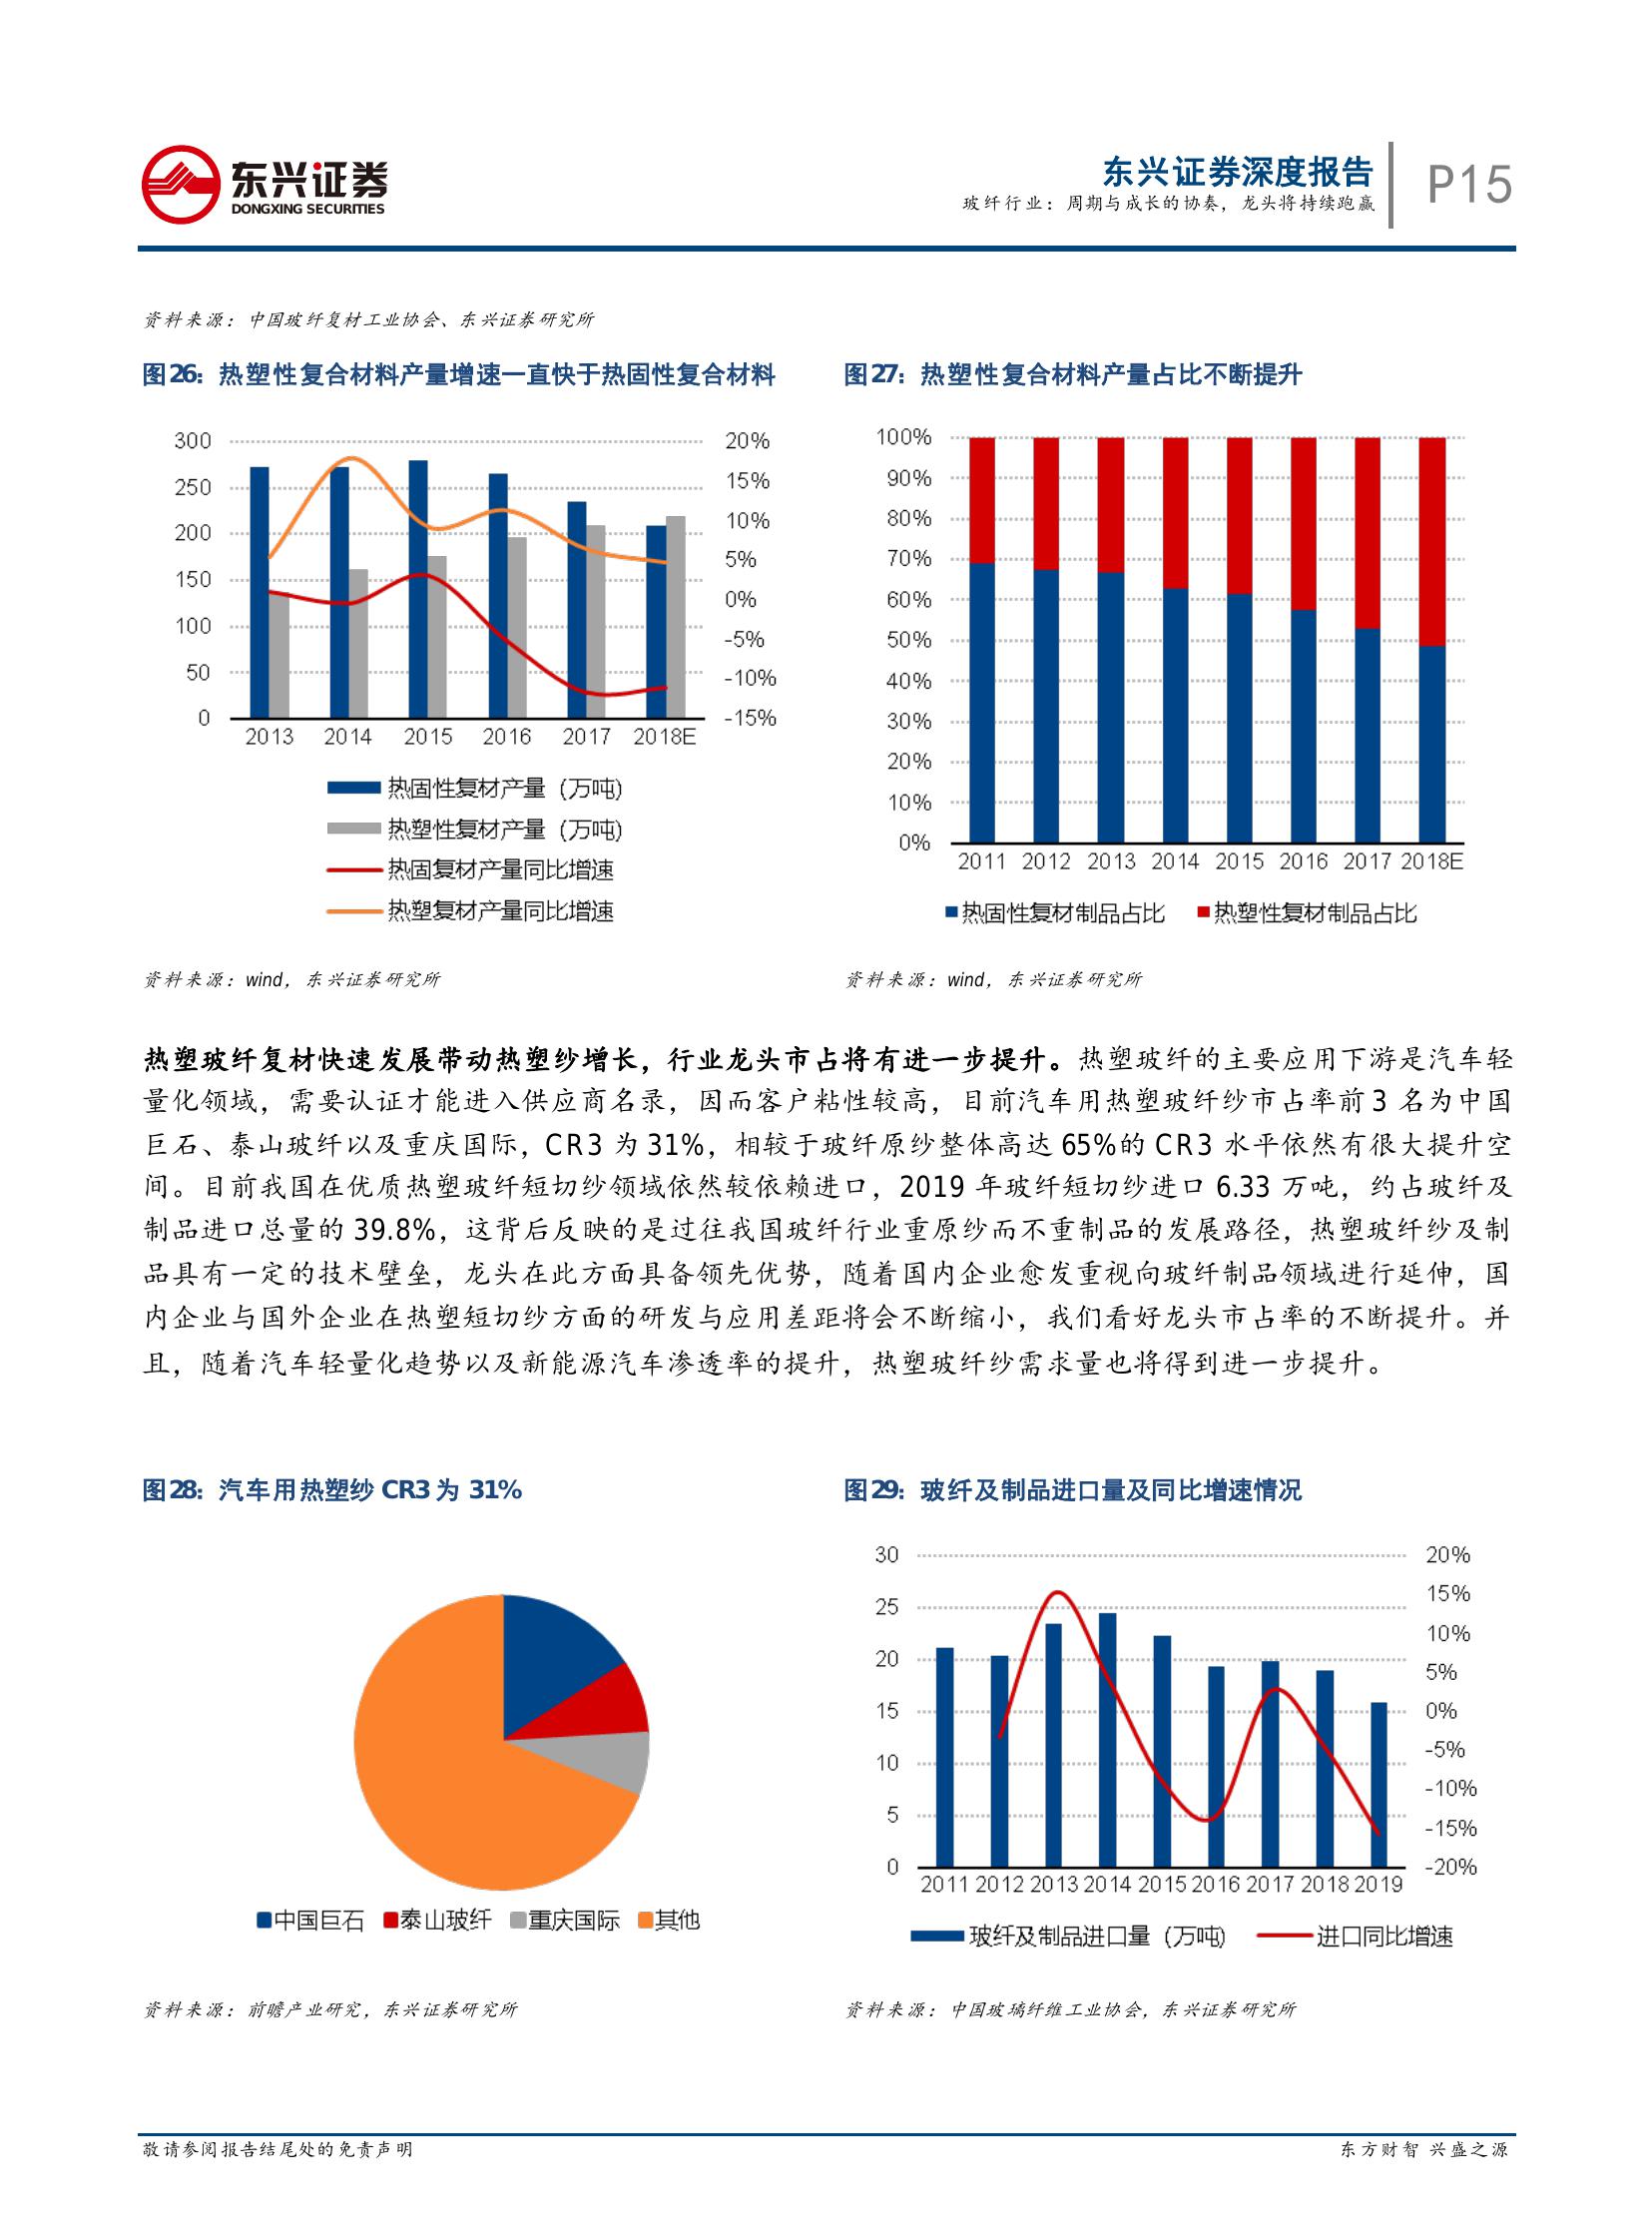 东兴证券
DONGXING SECURITIES
东兴证券深度报告
玻纤行业：周期与成长的协奏，龙头将持续跑赢
P15
资料来源：中国玻纤复材工业协会、东兴证券研究所
图26：热塑性复合材料产量增速一直快于热固性复合材料
300
250
200
150
100
50
0
20%
15%
10%
5%
0%
-5%
-10%
-15%
2013 2014 2015 2016 2017 2018E
热固性复材产量（万吨）
热塑性复材产量（万吨）
热固复材产量同比增速
热塑复材产量同比增速
资料来源：wind，东兴证券研究所
图27：热塑性复合材料产量占比不断提升
100%
90%
80%
70%
60%
50%
40%
30%
20%
10%
0%
2011 2012 2013 2014 2015 2016 2017 2018E
热固性复材制品占比 热塑性复材制品占比
资料来源：wind，东兴证券研究所
热塑玻纤复材快速发展带动热塑纱增长，行业龙头市占将有进一步提升。热塑玻纤的主要应用下游是汽车轻
量化领域，需要认证才能进入供应商名录，因而客户粘性较高，目前汽车用热塑玻纤纱市占率前 3 名为中国
巨石、泰山玻纤以及重庆国际，CR3 为 31%，相较于玻纤原纱整体高达 65%的 CR3 水平依然有很大提升空
间。目前我国在优质热塑玻纤短切纱领域依然较依赖进口，2019 年玻纤短切纱进口 6.33 万吨，约占玻纤及
制品进口总量的 39.8%，这背后反映的是过往我国玻纤行业重原纱而不重制品的发展路径，热塑玻纤纱及制
品具有一定的技术壁垒，龙头在此方面具备领先优势，随着国内企业愈发重视向玻纤制品领域进行延伸，国
内企业与国外企业在热塑短切纱方面的研发与应用差距将会不断缩小，我们看好龙头市占率的不断提升。并
且，随着汽车轻量化趋势以及新能源汽车渗透率的提升，热塑玻纤纱需求量也将得到进一步提升。
图28：汽车用热塑纱 CR3 为 31%
中国巨石 泰山玻纤 重庆国际 其他
资料来源：前瞻产业研究，东兴证券研究所
图29：玻纤及制品进口量及同比增速情况
30
25
20
15
10
5
0
20%
15%
10%
5%
0%
-5%
-10%
-15%
-20%
2011 2012 2013 2014 2015 2016 2017 2018 2019
玻纤及制品进口量（万吨） 进口同比增速
资料来源：中国玻璃纤维工业协会，东兴证券研究所
敬请参阅报告结尾处的免责声明
东方财智 兴盛之源